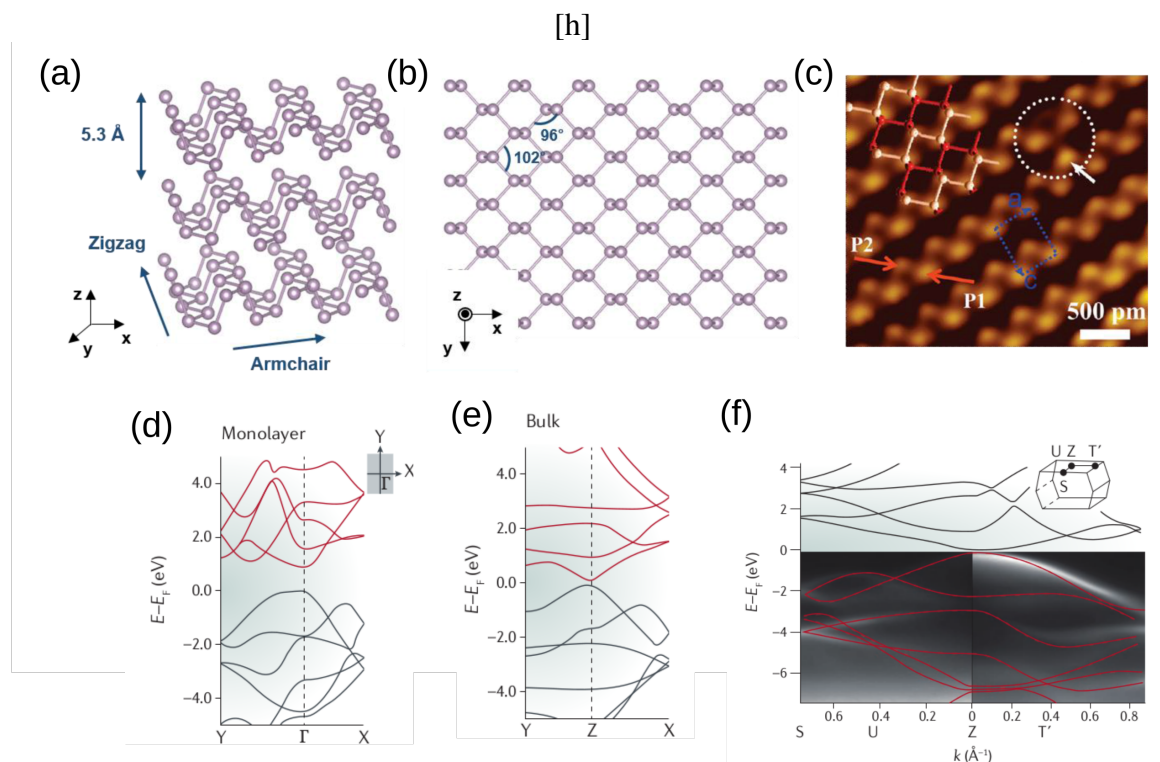 [h]
(a)
5.3 Å
Zigzag
z
y
x
Armchair
(b)
96°
102°
z
x
y
(c)
B
C
P2
P1
500 pm
(d)
Monolayer
Y
X
Γ
E–E_F (eV)
4.0
2.0
0.0
−2.0
−4.0
Y
Γ
X
(e)
Bulk
E–E_F (eV)
4.0
2.0
0.0
−2.0
−4.0
Y
Z
X
(f)
U Z T′
S
E–E_F (eV)
4
2
0
−2
−4
−6
0.6 0.4 0.2 0 0.2 0.4 0.6 0.8
S U Z T′
k (Å⁻¹)